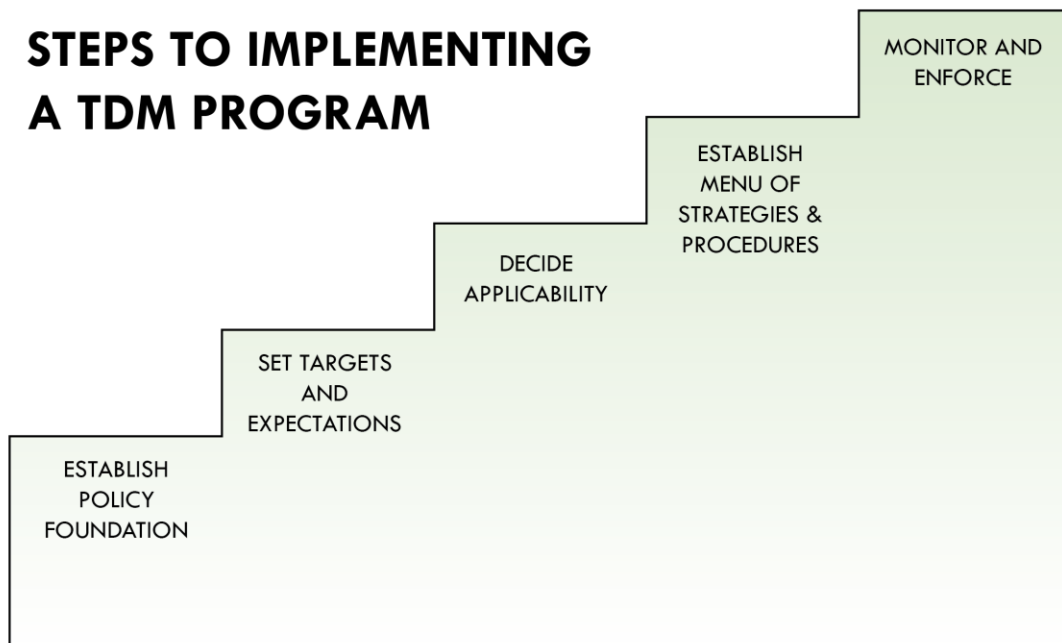 STEPS TO IMPLEMENTING
A TDM PROGRAM
ESTABLISH
POLICY
FOUNDATION
SET TARGETS
AND
EXPECTATIONS
DECIDE
APPLICABILITY
ESTABLISH
MENU OF
STRATEGIES &
PROCEDURES
MONITOR AND
ENFORCE